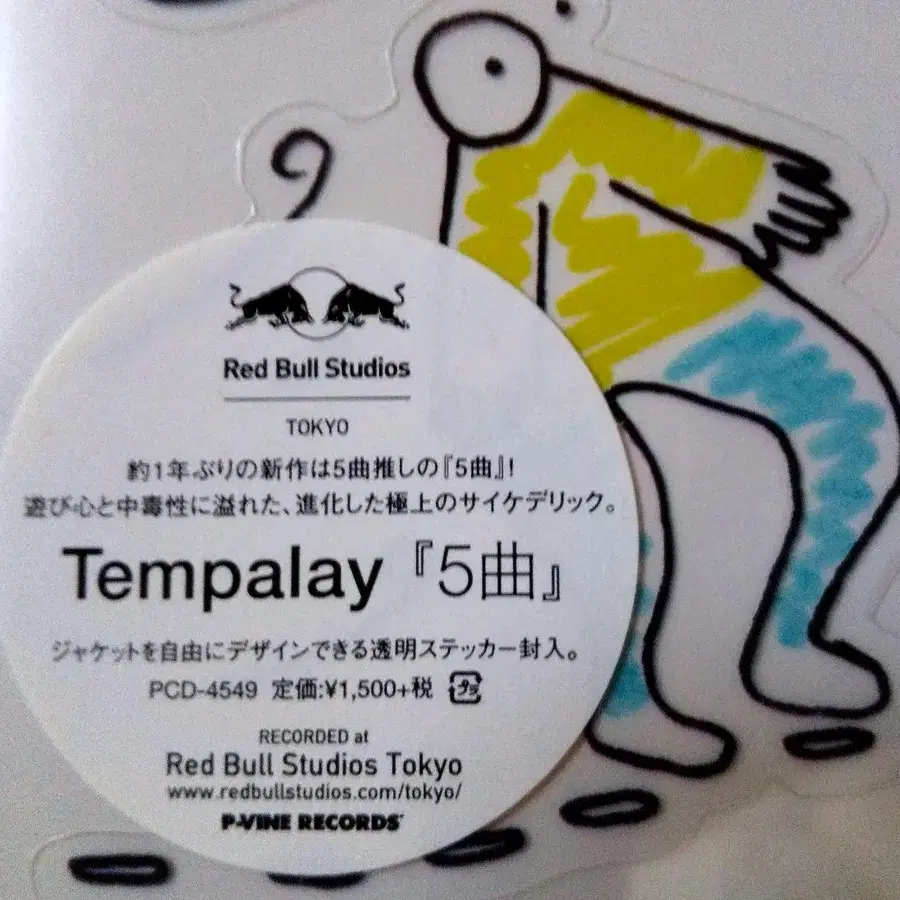 Red Bull Studios
TOKYO
約1年ぶりの新作は5曲推しの『5曲』!
遊び心と中毒性に溢れた、進化した極上のサイケデリック。
Tempalay『5曲』
ジャケットを自由にデザインできる透明ステッカー封入。
PCD-4549 定価:¥1,500+税 プラ
RECORDED at
Red Bull Studios Tokyo
www.redbullstudios.com/tokyo/
P-VINE RECORDS